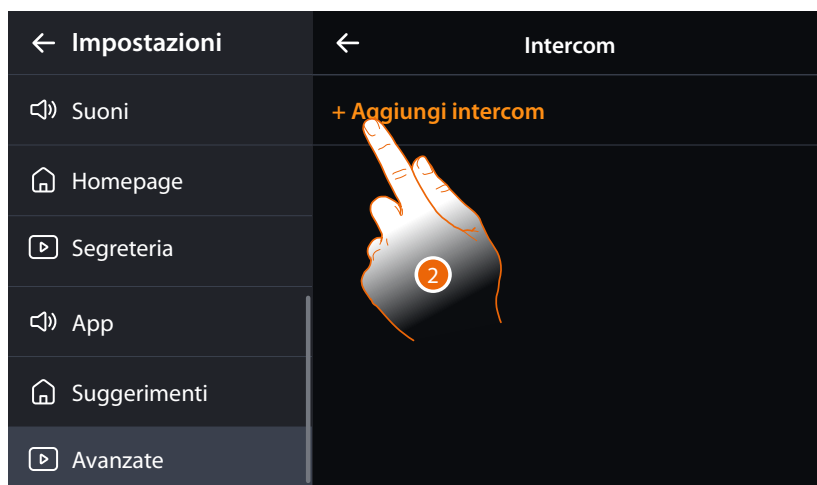 Impostazioni
Suoni
Homepage
Segreteria
App
Suggerimenti
Avanzate
Intercom
+ Aggiungi intercom
2